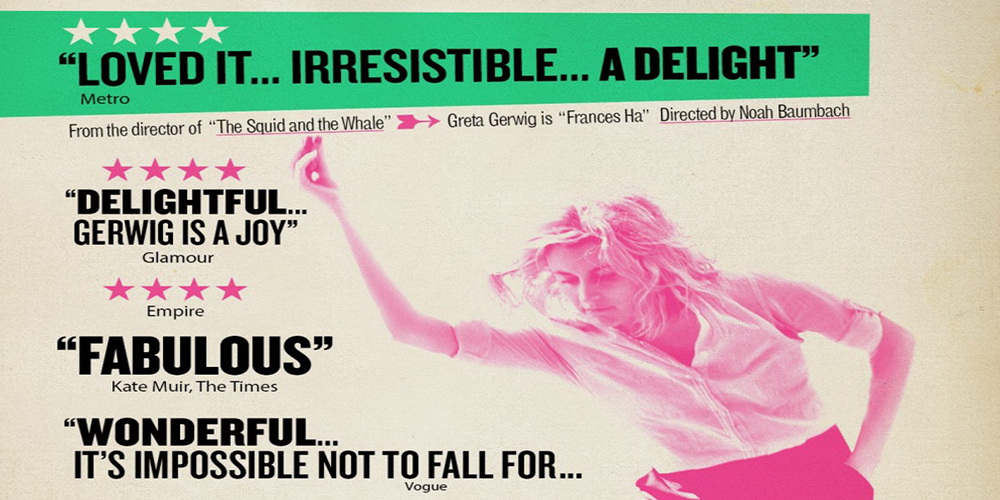 “LOVED IT... IRRESISTIBLE... A DELIGHT”
Metro
From the director of “The Squid and the Whale” Greta Gerwig is “Frances Ha” Directed by Noah Baumbach
“DELIGHTFUL...
GERWIG IS A JOY”
Glamour
Empire
“FABULOUS”
Kate Muir, The Times
“WONDERFUL...
IT’S IMPOSSIBLE NOT TO FALL FOR...
Vogue